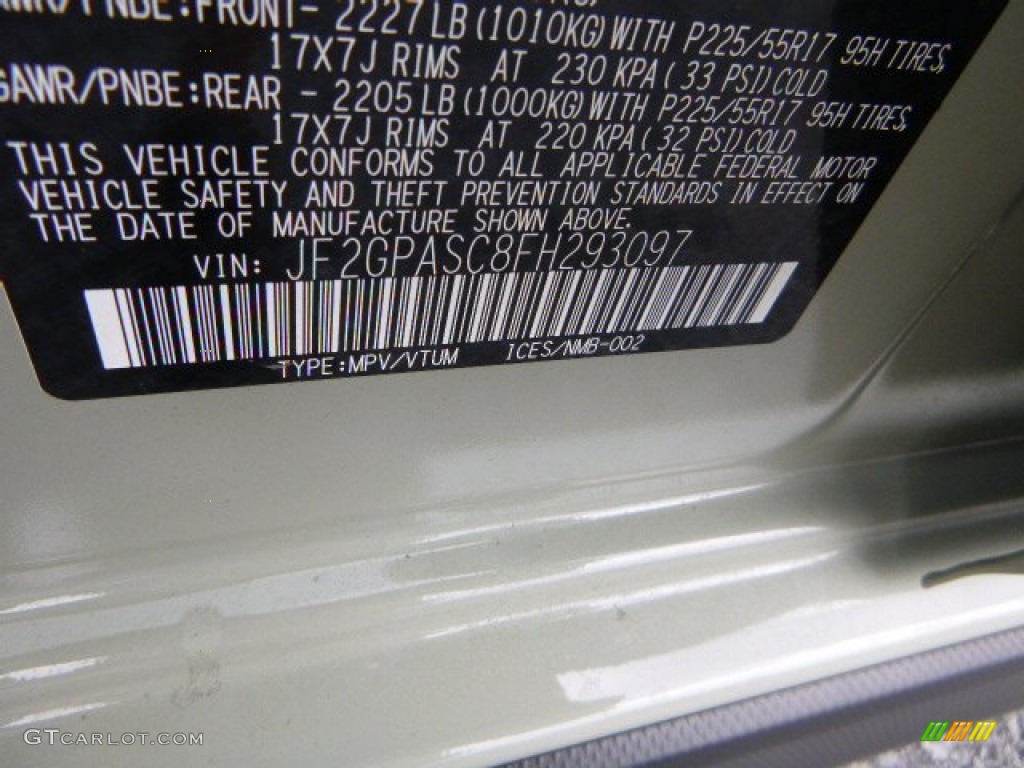 GAWR/PNBE:FRONT- 2227 LB(1010KG)WITH P225/55R17 95H TIRES,
17X7J RIMS AT 230 KPA( 33 PSI)COLD
GAWR/PNBE:REAR - 2205 LB(1000KG)WITH P225/55R17 95H TIRES,
17X7J RIMS AT 220 KPA( 32 PSI)COLD
THIS VEHICLE CONFORMS TO ALL APPLICABLE FEDERAL MOTOR
VEHICLE SAFETY AND THEFT PREVENTION STANDARDS IN EFFECT ON
THE DATE OF MANUFACTURE SHOWN ABOVE.
VIN: JF2GPASC8FH293097
TYPE:MPV/VTUM ICES/NMB-002
GTCARLOT.COM